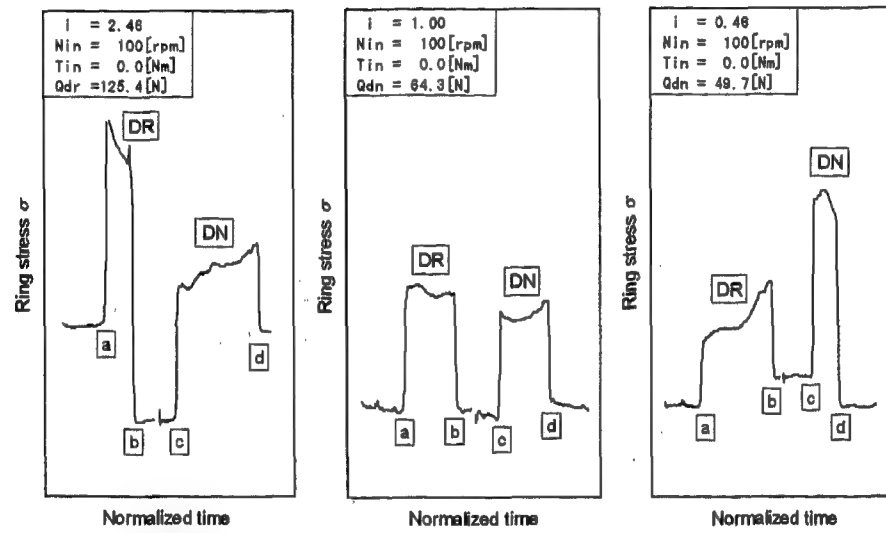 i = 2.46
Nin = 100[rpm]
Tin = 0.0[Nm]
Qdr =125.4[N]
DR
DN
a
b
c
d
Ring stress σ
Normalized time
i = 1.00
Nin = 100[rpm]
Tin = 0.0[Nm]
Qdn = 64.3[N]
DR
DN
a
b
c
d
Ring stress σ
Normalized time
i = 0.46
Nin = 100[rpm]
Tin = 0.0[Nm]
Qdn = 49.7[N]
DR
DN
a
b
c
d
Ring stress σ
Normalized time